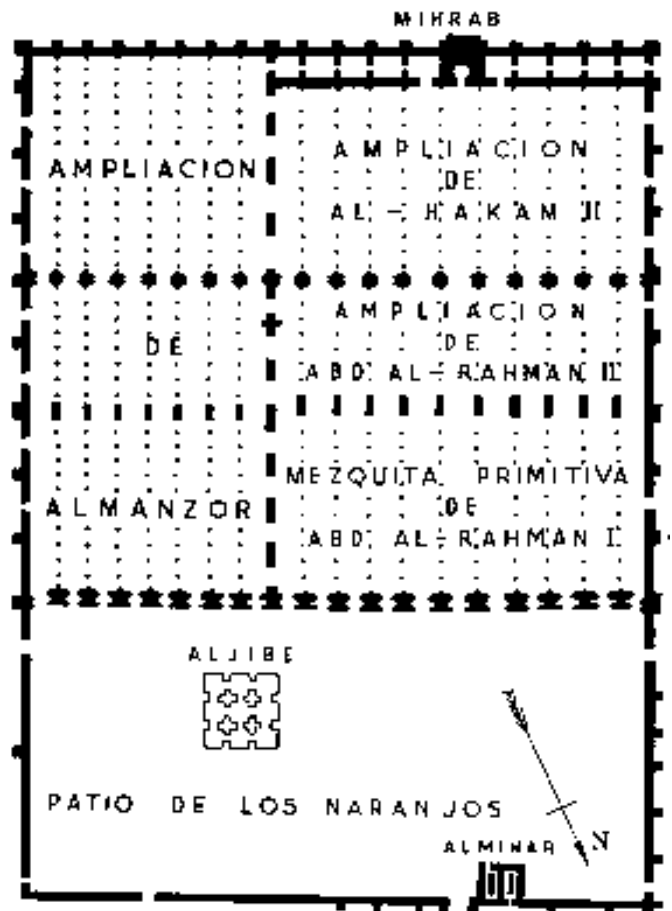 MIHRAB
AMPLIACION
DE
ALMANZOR
AMPLIACION
DE
AL-HAKAM II
AMPLIACION
DE
ABD AL-RAHMAN II
MEZQUITA PRIMITIVA
DE
ABD AL-RAHMAN I
ALJIBE
PATIO DE LOS NARANJOS
ALMINAR
N